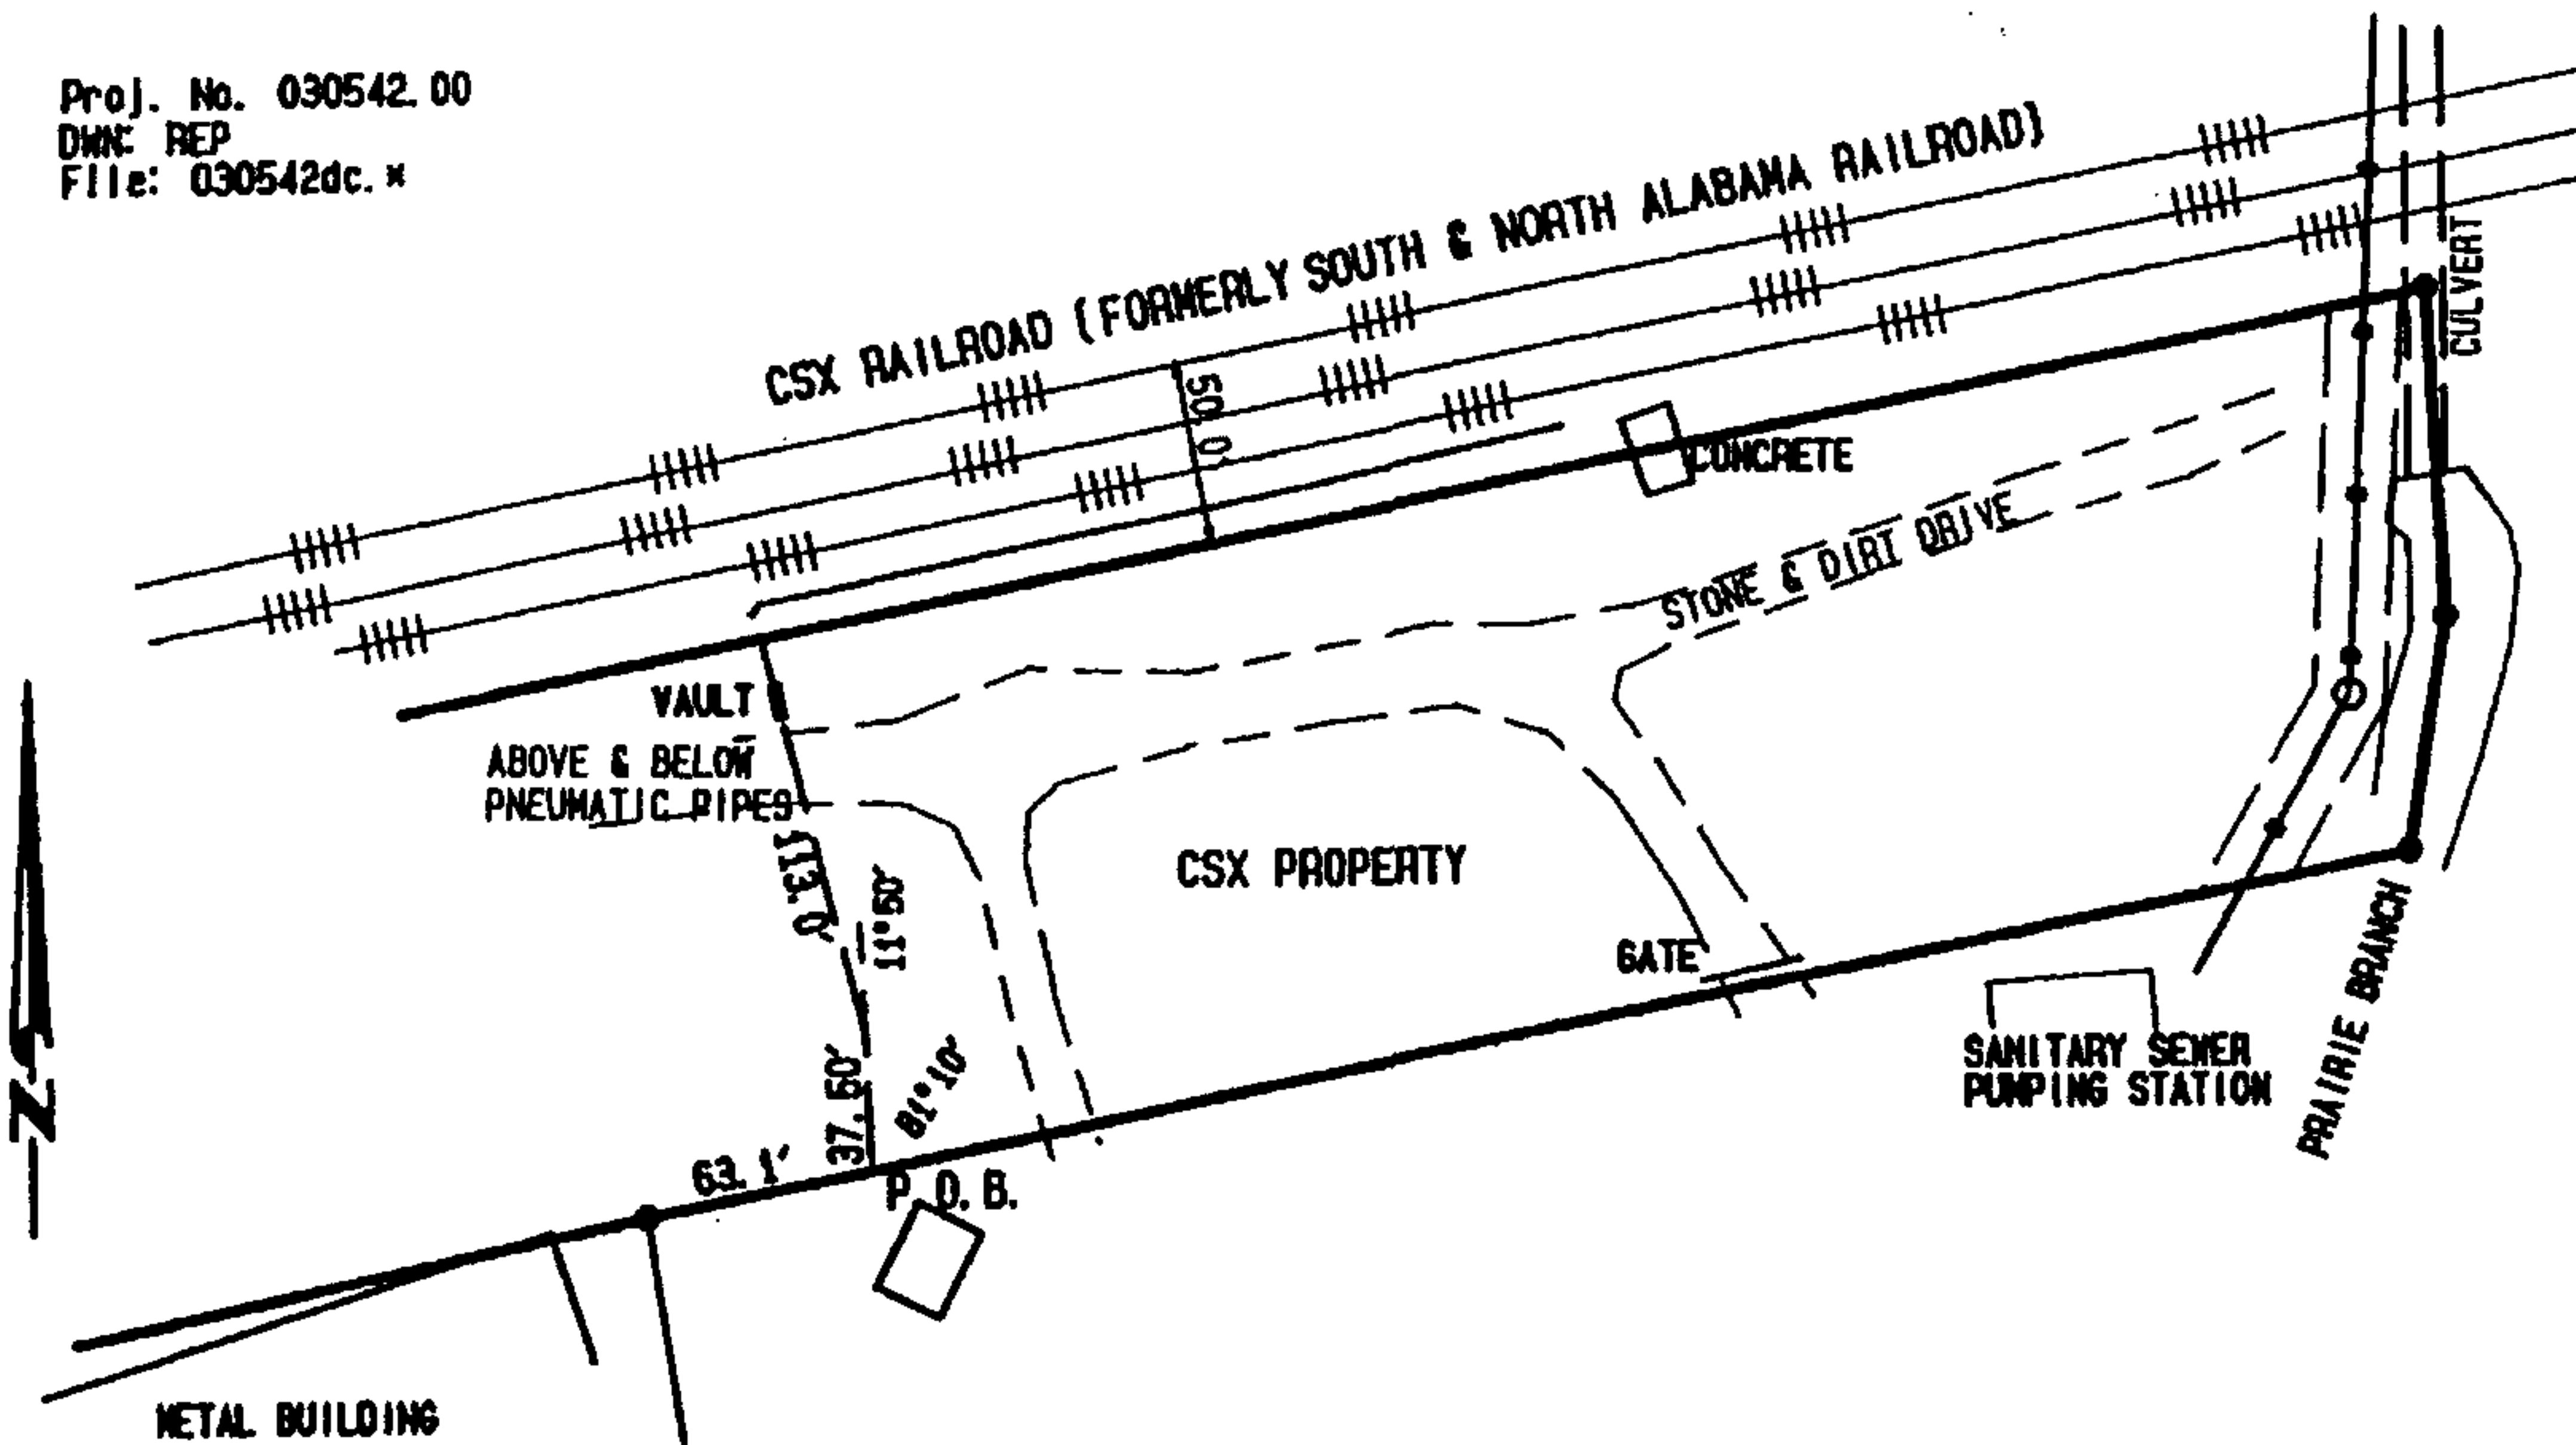 Proj. No. 030542.00
DWN: REP
File: 030542dc.*
CSX RAILROAD (FORMERLY SOUTH & NORTH ALABAMA RAILROAD)
CULVERT
50.0'
CONCRETE
STONE & DIRT DRIVE
VAULT
ABOVE & BELOW
PNEUMATIC PIPES
113.0'
11°50'
CSX PROPERTY
GATE
SANITARY SEWER
PUMPING STATION
PRAIRIE BRANCH
37.50'
81°10'
63.1'
P.O.B.
N
METAL BUILDING